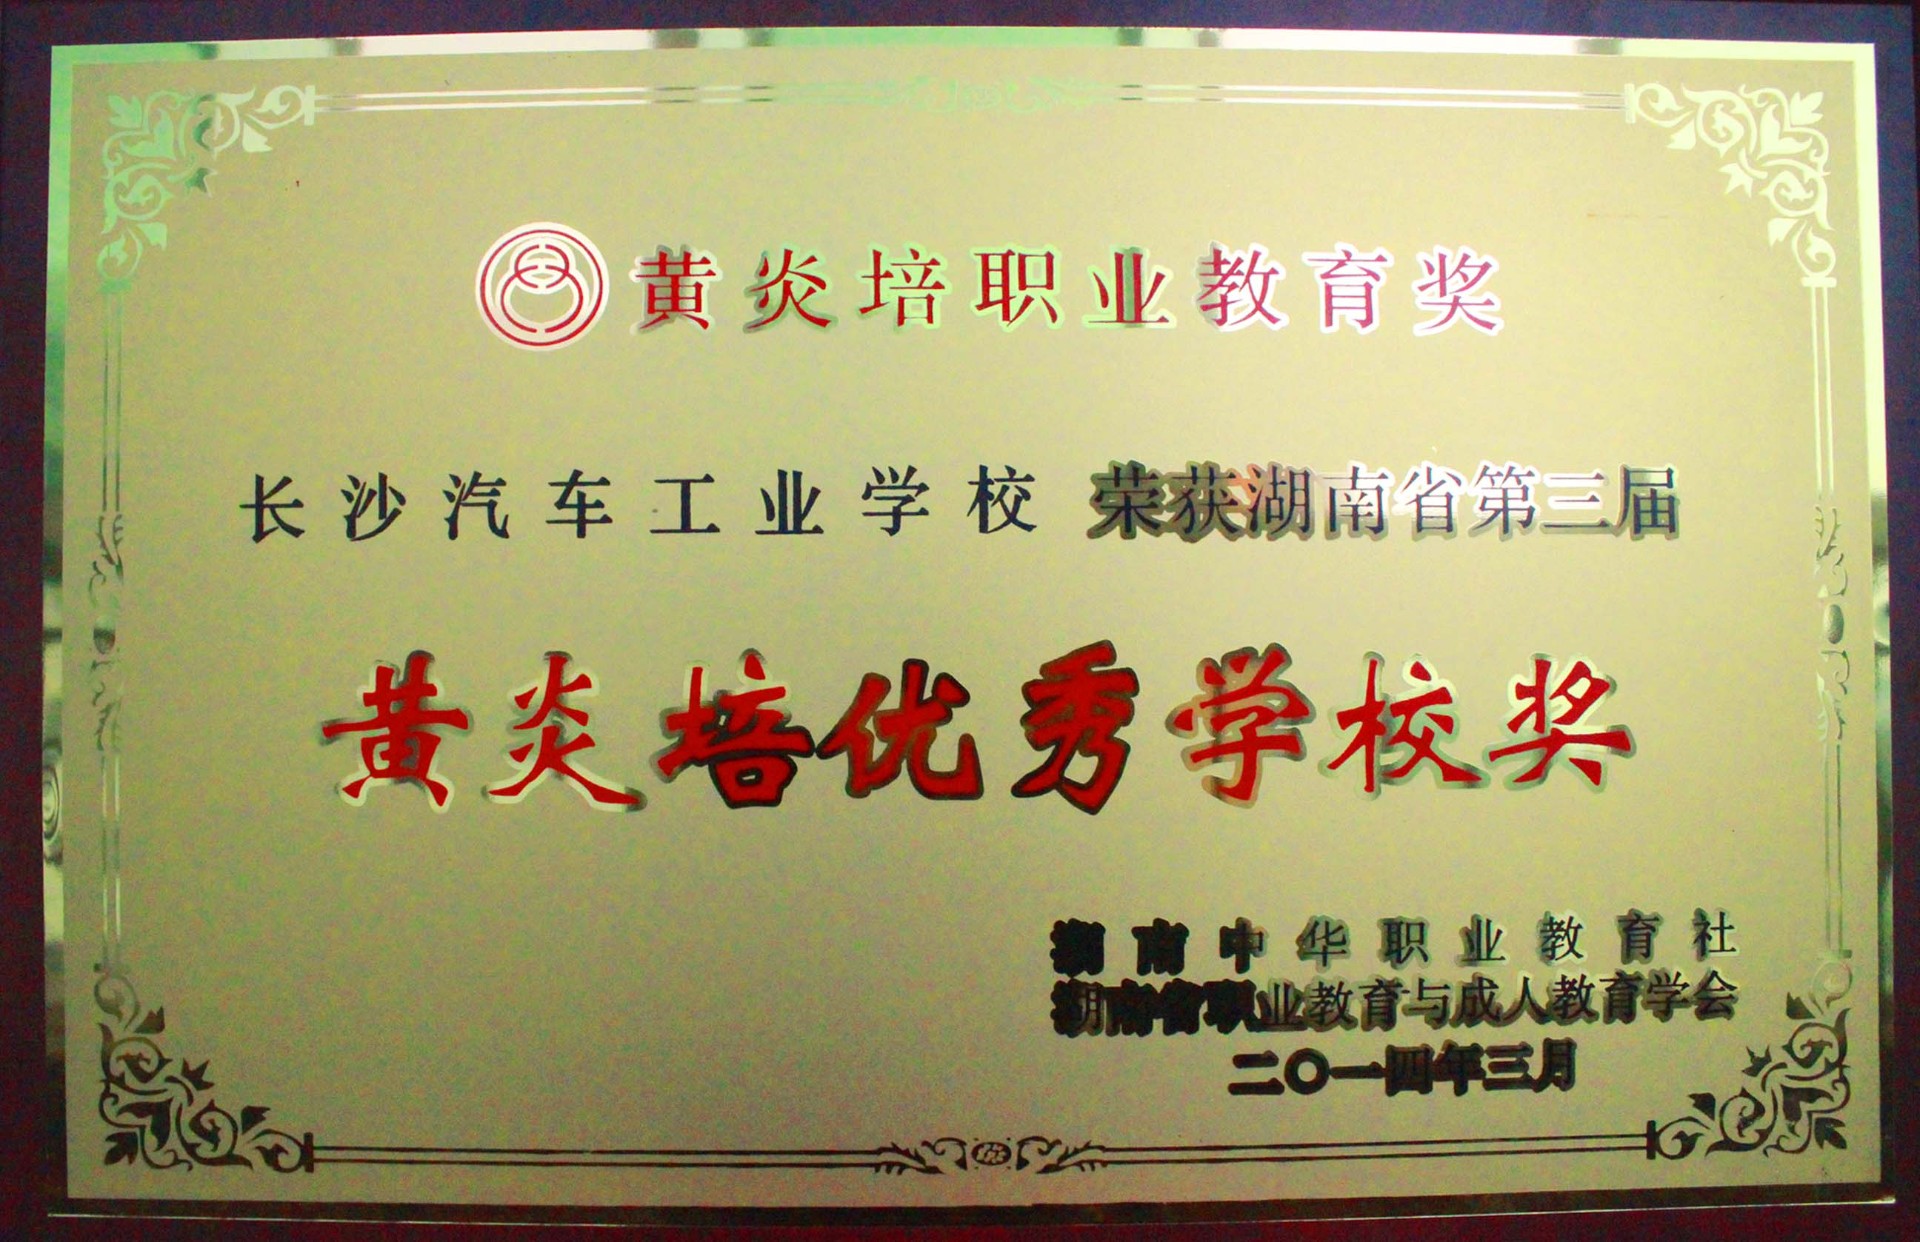 黄炎培职业教育奖
长沙汽车工业学校 荣获湖南省第三届
黄炎培优秀学校奖
湖南中华职业教育社
湖南省职业教育与成人教育学会
二〇一四年三月